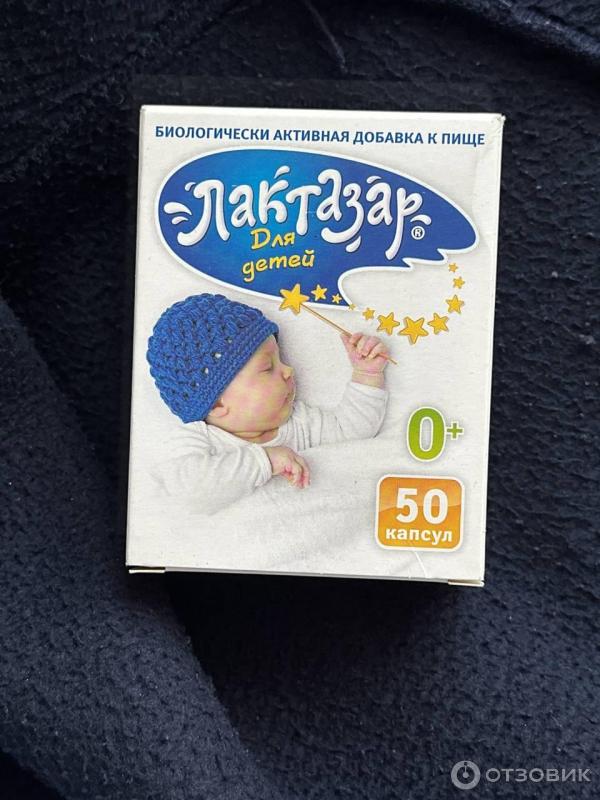 БИОЛОГИЧЕСКИ АКТИВНАЯ ДОБАВКА К ПИЩЕ
Лактазар®
Для
детей
0+
50
капсул
ОТЗОВИК